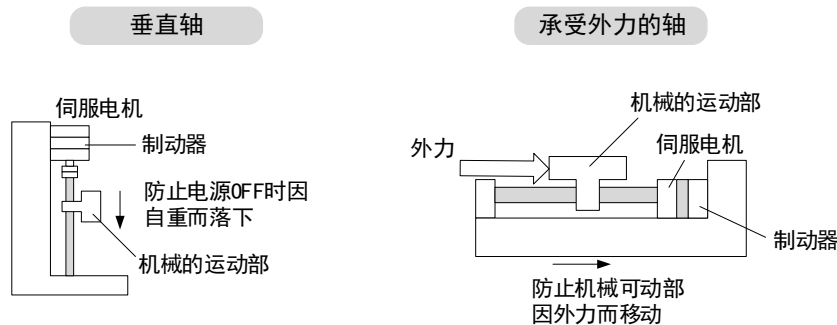 垂直轴
伺服电机
制动器
防止电源OFF时因
自重而落下
机械的运动部
承受外力的轴
机械的运动部
伺服电机
外力
制动器
防止机械可动部
因外力而移动